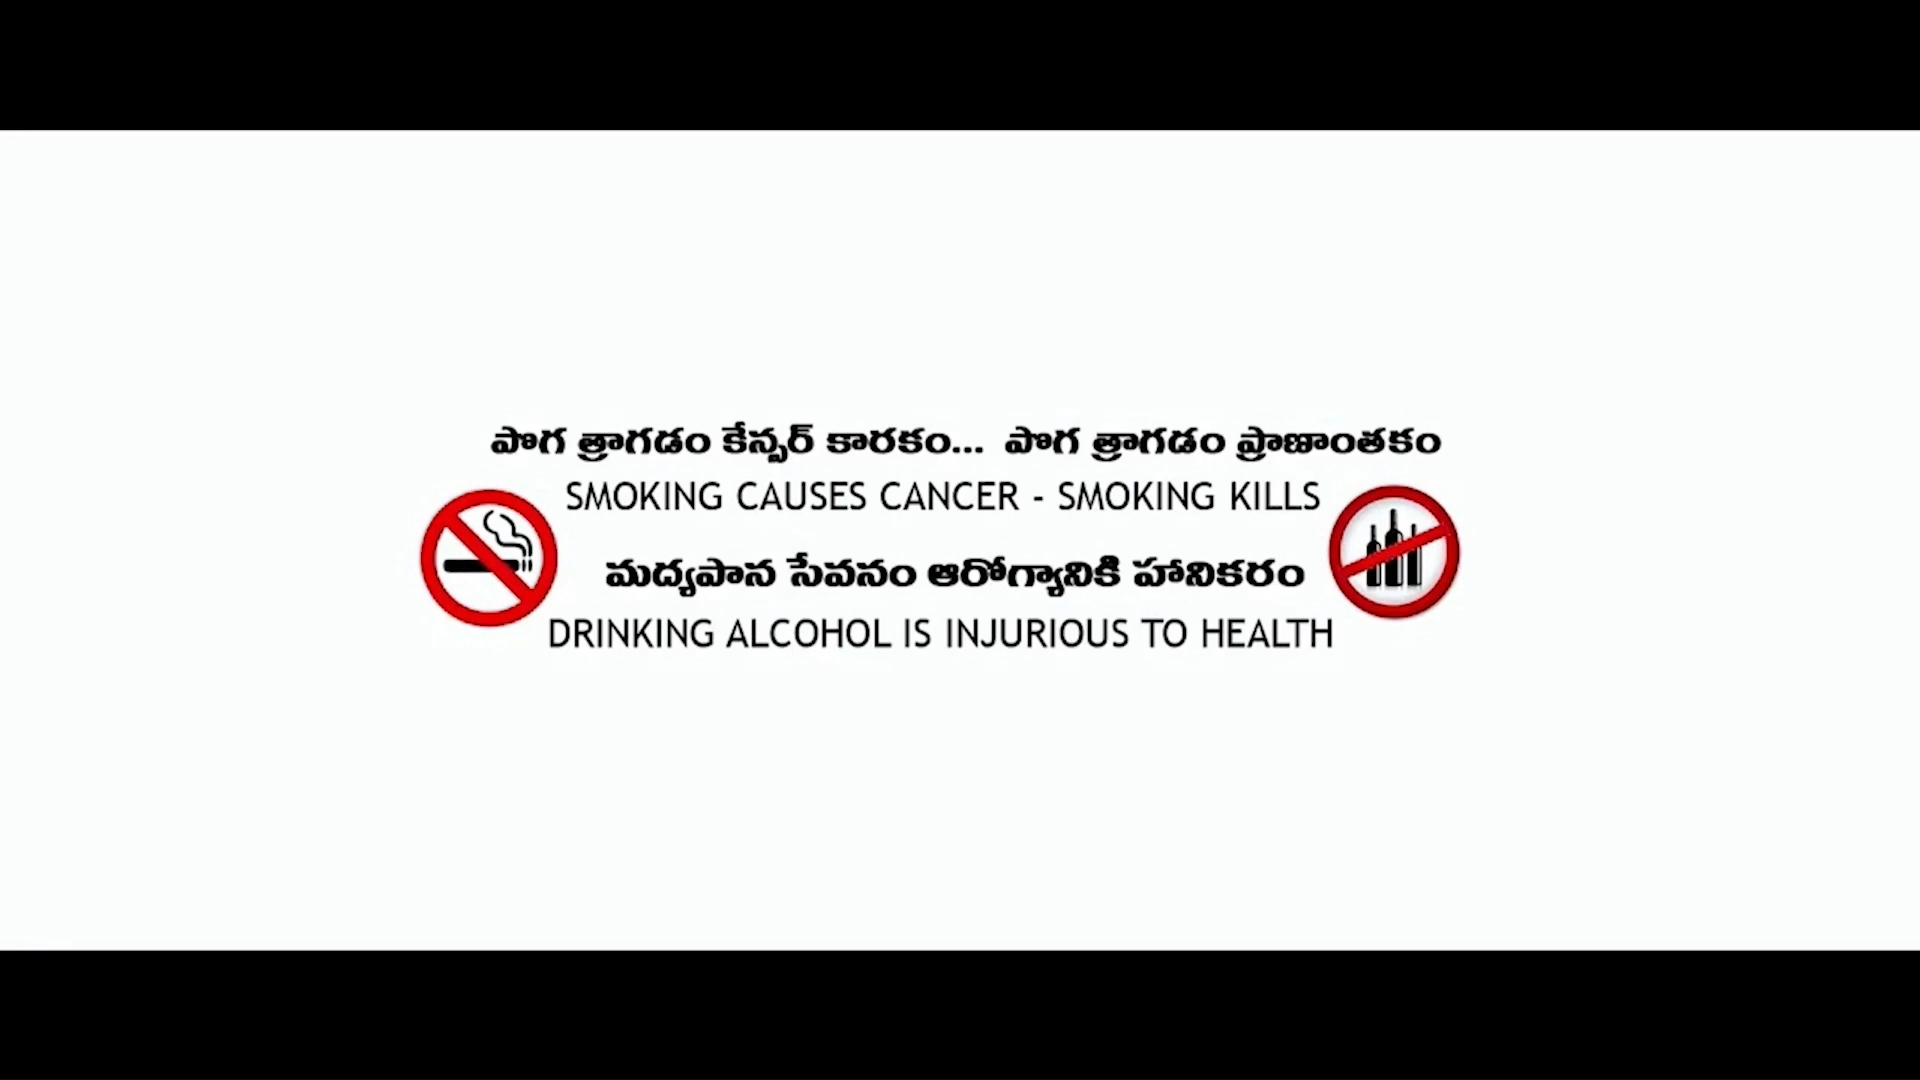 పొగ త్రాగడం కేన్సర్ కారకం... పొగ త్రాగడం ప్రాణాంతకం
SMOKING CAUSES CANCER - SMOKING KILLS
మద్యపాన సేవనం ఆరోగ్యానికి హానికరం
DRINKING ALCOHOL IS INJURIOUS TO HEALTH